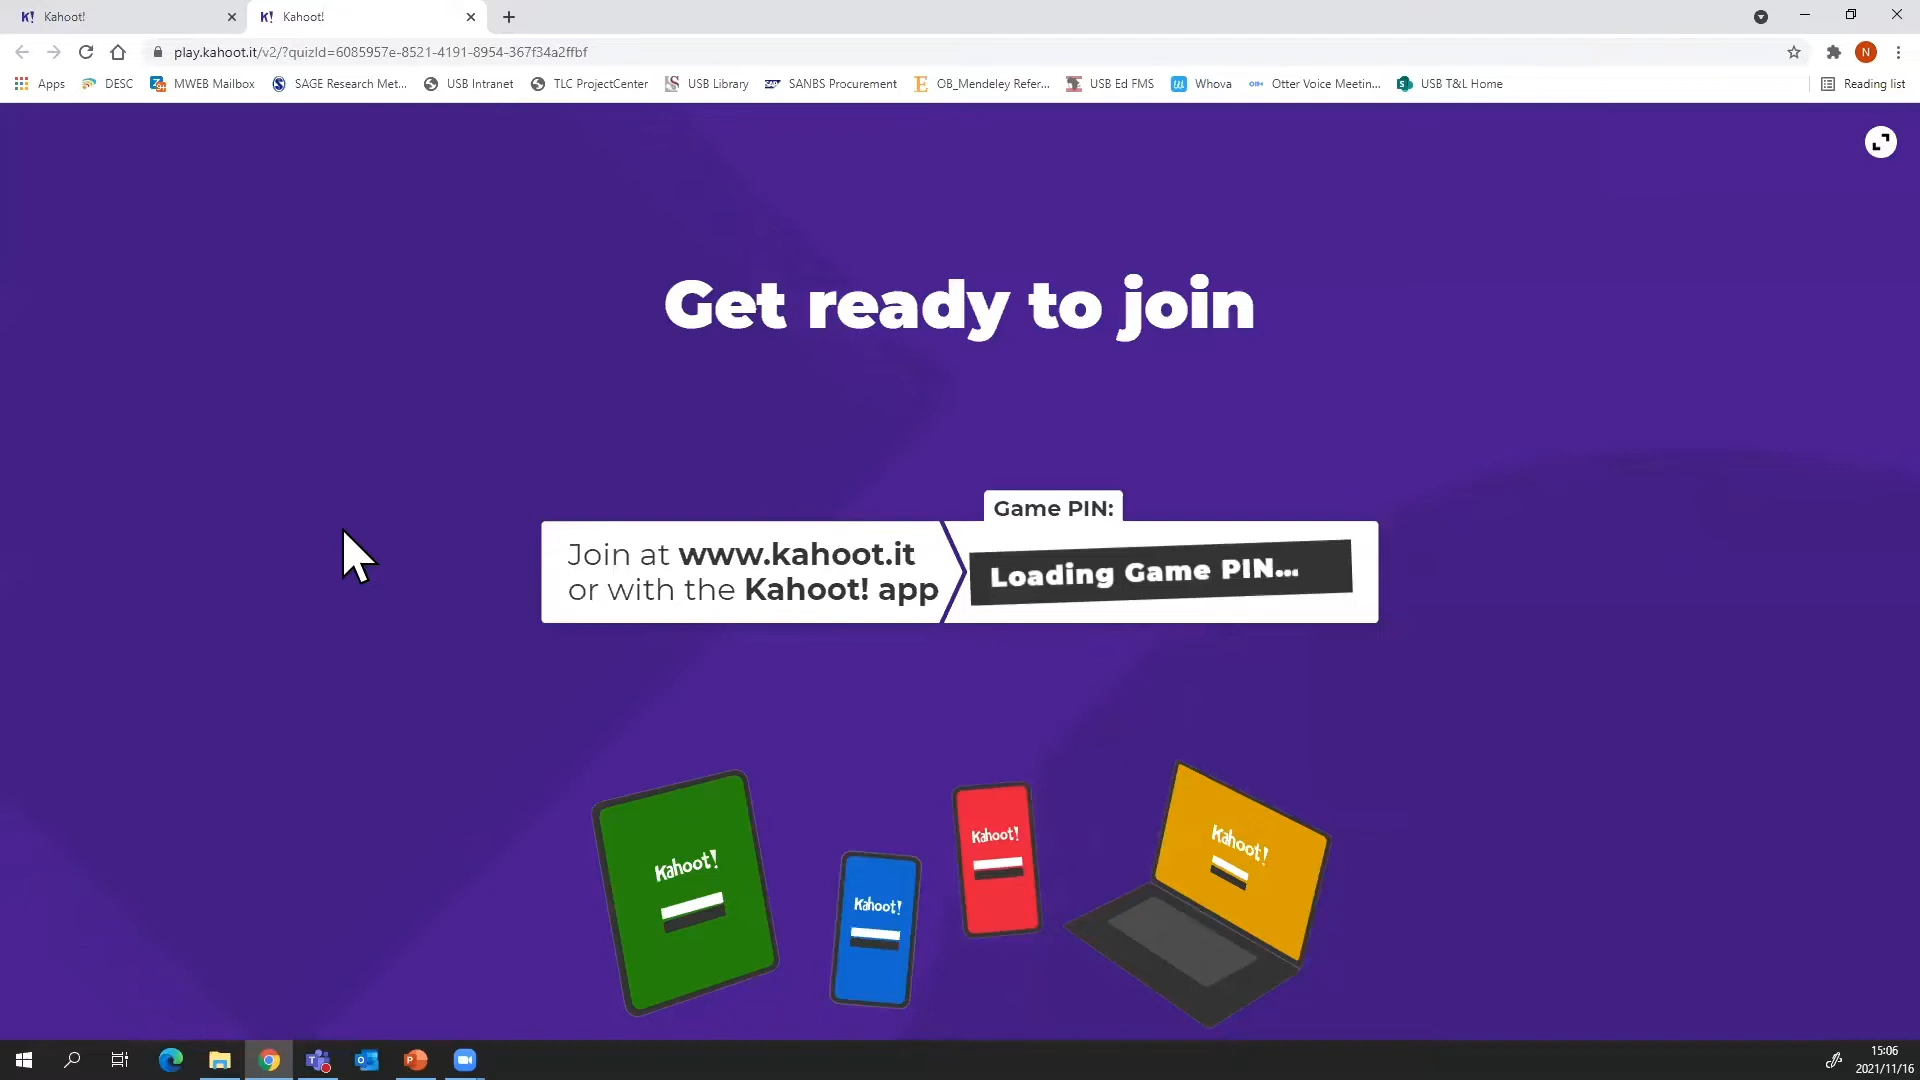 K! Kahoot!
K! Kahoot!
play.kahoot.it/v2/?quizId=6085957e-8521-4191-8954-367f34a2ffbf
N
Apps DESC MWEB Mailbox SAGE Research Met... USB Intranet TLC ProjectCenter USB Library SANBS Procurement OB_Mendeley Refer... USB Ed FMS Whova Otter Voice Meetin... USB T&L Home Reading list
Get ready to join
Game PIN:
Join at www.kahoot.it
or with the Kahoot! app
Loading Game PIN...
Kahoot!
Kahoot!
Kahoot!
Kahoot!
15:06
2021/11/16